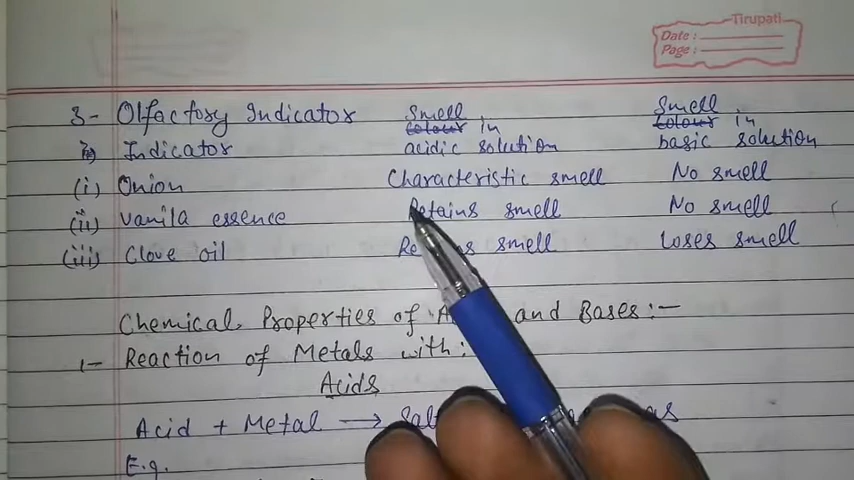 Tirupati
Date :
Page :
3- Olfactory Indicator Smell Smell
colour in colour in
Indicator acidic solution basic solution
(i) Onion Characteristic smell No smell
(ii) Vanila essence Retains smell No smell
(iii) Clove oil smell Loses smell
Chemical Properties of and Bases:-
1- Reaction of Metals with:
Acids
Acid + Metal →
E.g.